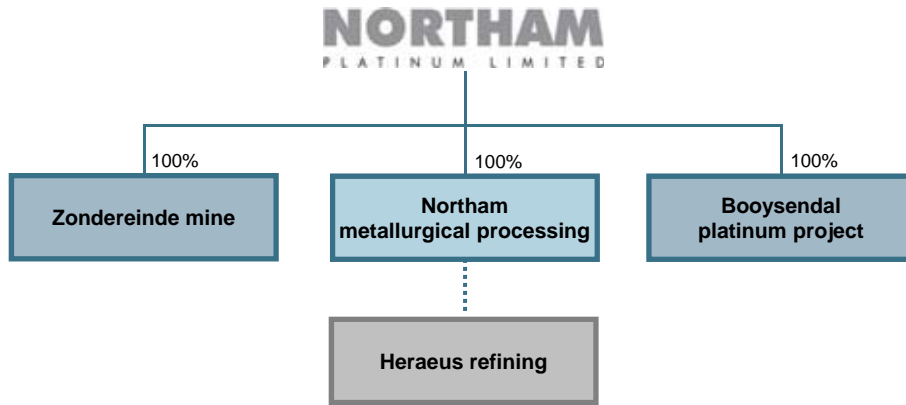 NORTHAM
PLATINUM LIMITED
100%
100%
100%
Zondereinde mine
Northam
metallurgical processing
Booysendal
platinum project
Heraeus refining